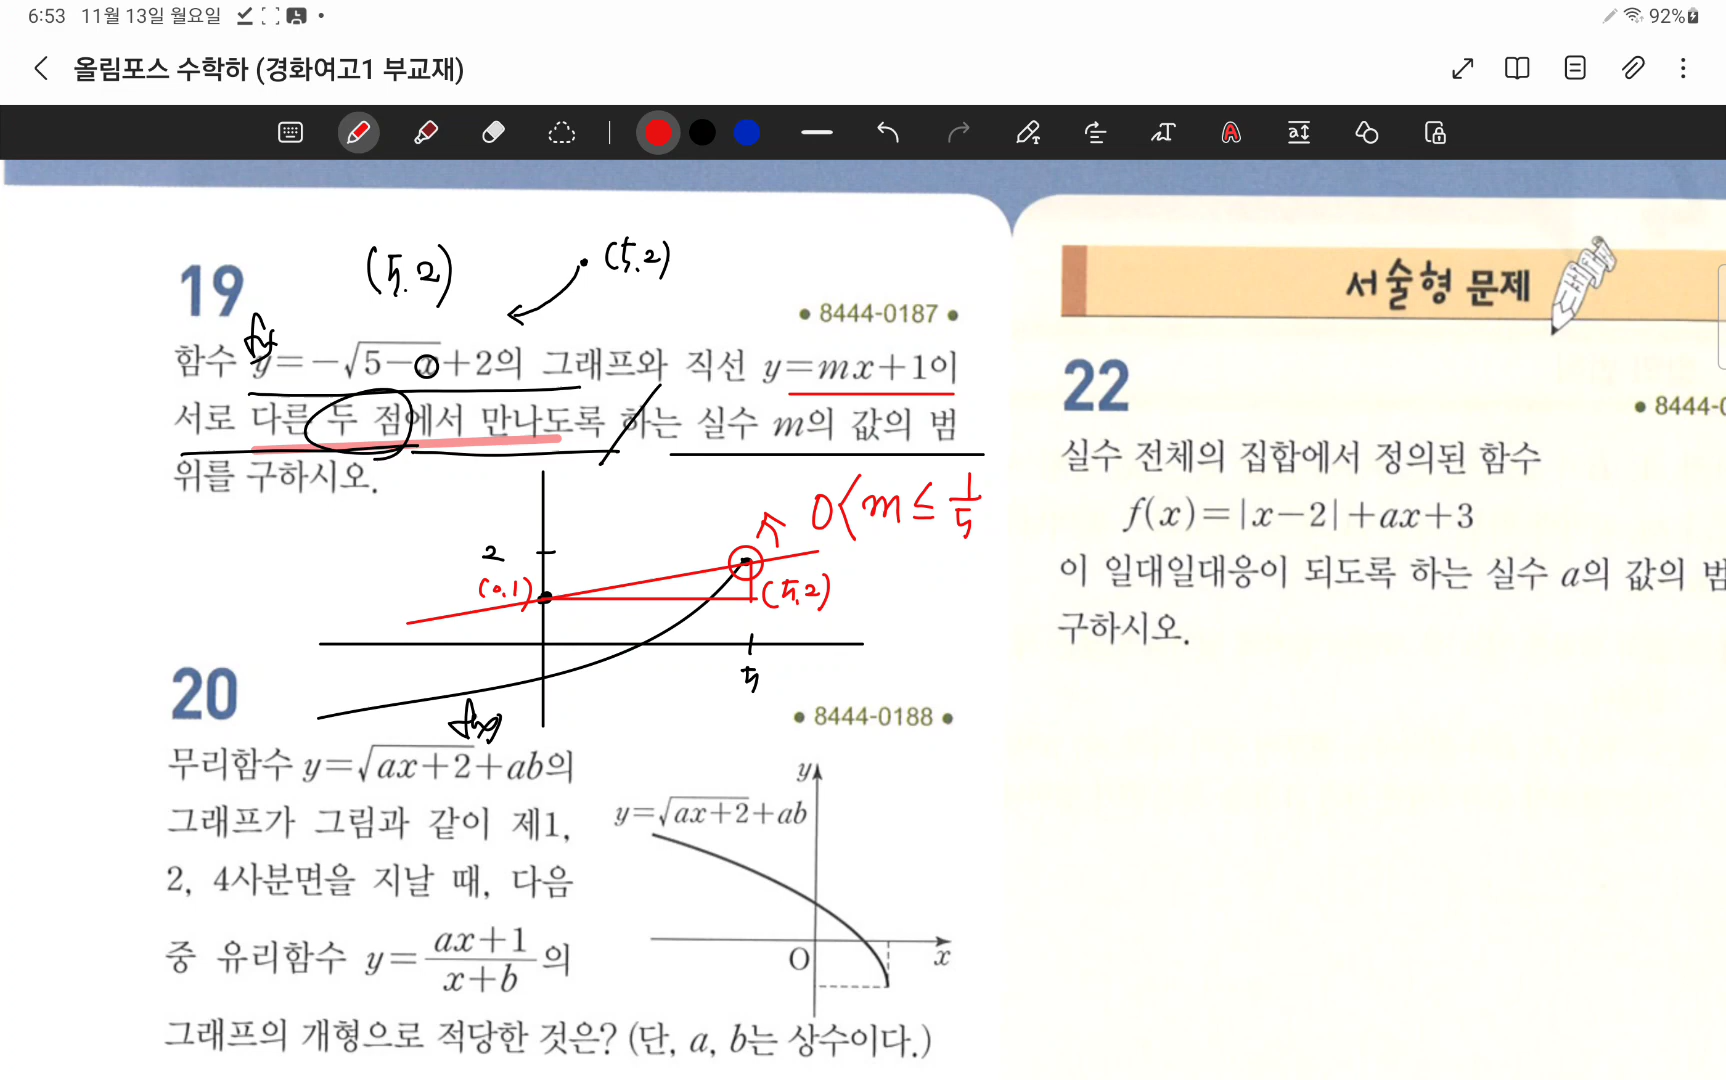 6:53 11월 13일 월요일
92%
올림포스 수학하 (경화여고1 부교재)
(5, 2)
(5, 2)
19
8444-0187
f(x)
함수 y=-√5-x+2의 그래프와 직선 y=mx+1이
서로 다른 두 점에서 만나도록 하는 실수 m의 값의 범
위를 구하시오.
0<m≤1/5
2
(0, 1)
(5, 2)
5
f(x)
20
8444-0188
무리함수 y=√ax+2+ab의
그래프가 그림과 같이 제1,
2, 4사분면을 지날 때, 다음
중 유리함수 y=ax+1/x+b의
그래프의 개형으로 적당한 것은? (단, a, b는 상수이다.)
y
y=√ax+2+ab
O
x
서술형 문제
22
8444-0
실수 전체의 집합에서 정의된 함수
f(x)=|x-2|+ax+3
이 일대일대응이 되도록 하는 실수 a의 값의 범
구하시오.